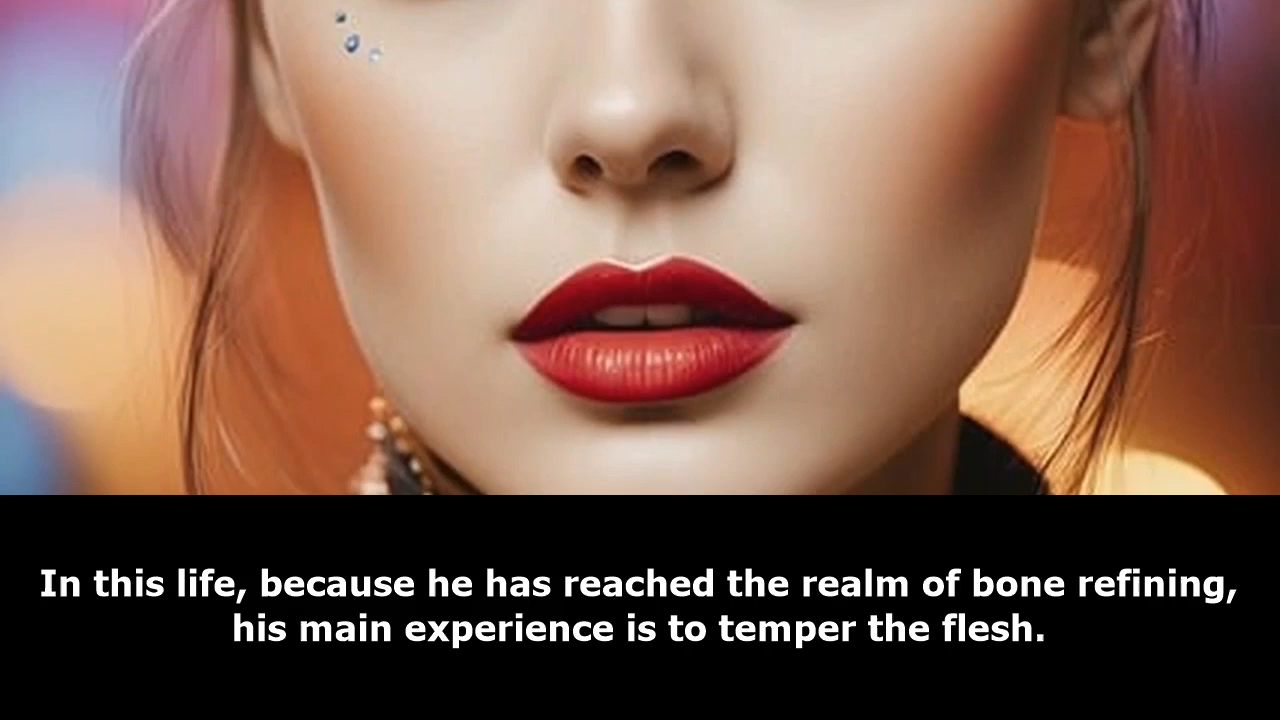 In this life, because he has reached the realm of bone refining,
his main experience is to temper the flesh.